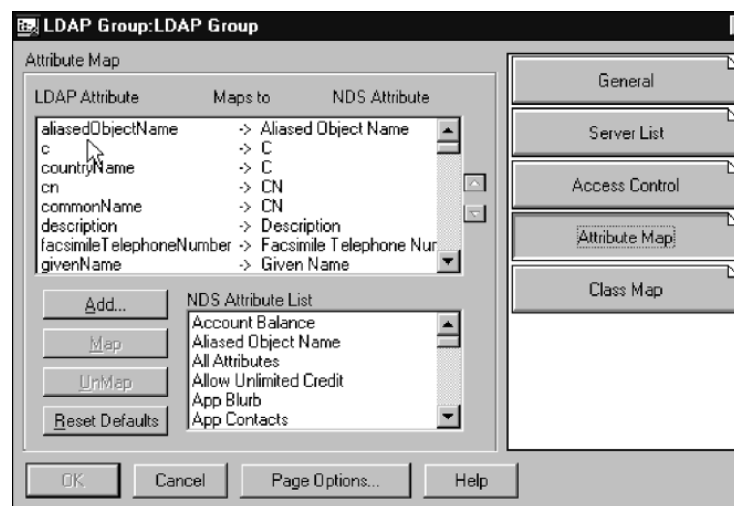 LDAP Group:LDAP Group
Attribute Map
LDAP Attribute Maps to NDS Attribute
aliasedObjectName -> Aliased Object Name
c -> C
countryName -> C
cn -> CN
commonName -> CN
description -> Description
facsimileTelephoneNumber -> Facsimile Telephone Nur
givenName -> Given Name
Add...
Map
UnMap
Reset Defaults
NDS Attribute List
Account Balance
Aliased Object Name
All Attributes
Allow Unlimited Credit
App Blurb
App Contacts
General
Server List
Access Control
Attribute Map
Class Map
OK Cancel Page Options... Help